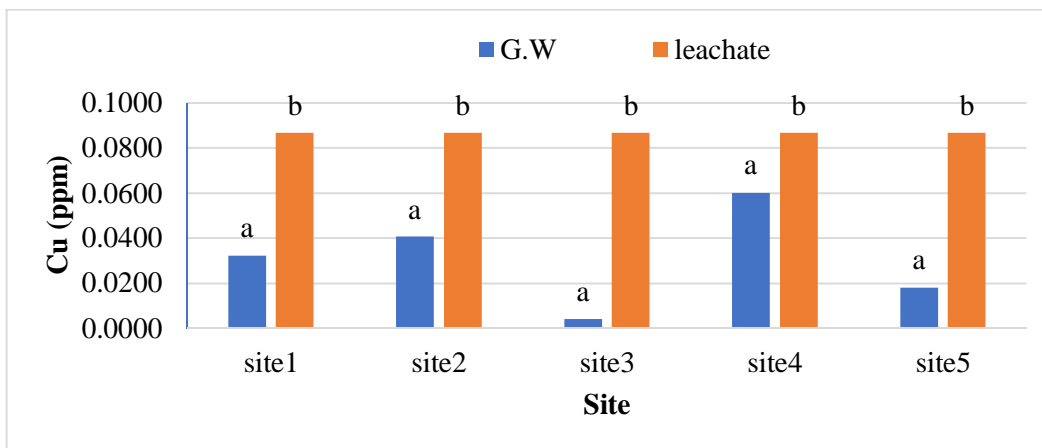 G.W leachate
Cu (ppm)
0.1000
0.0800
0.0600
0.0400
0.0200
0.0000
a b a b a b a b a b
site1 site2 site3 site4 site5
Site